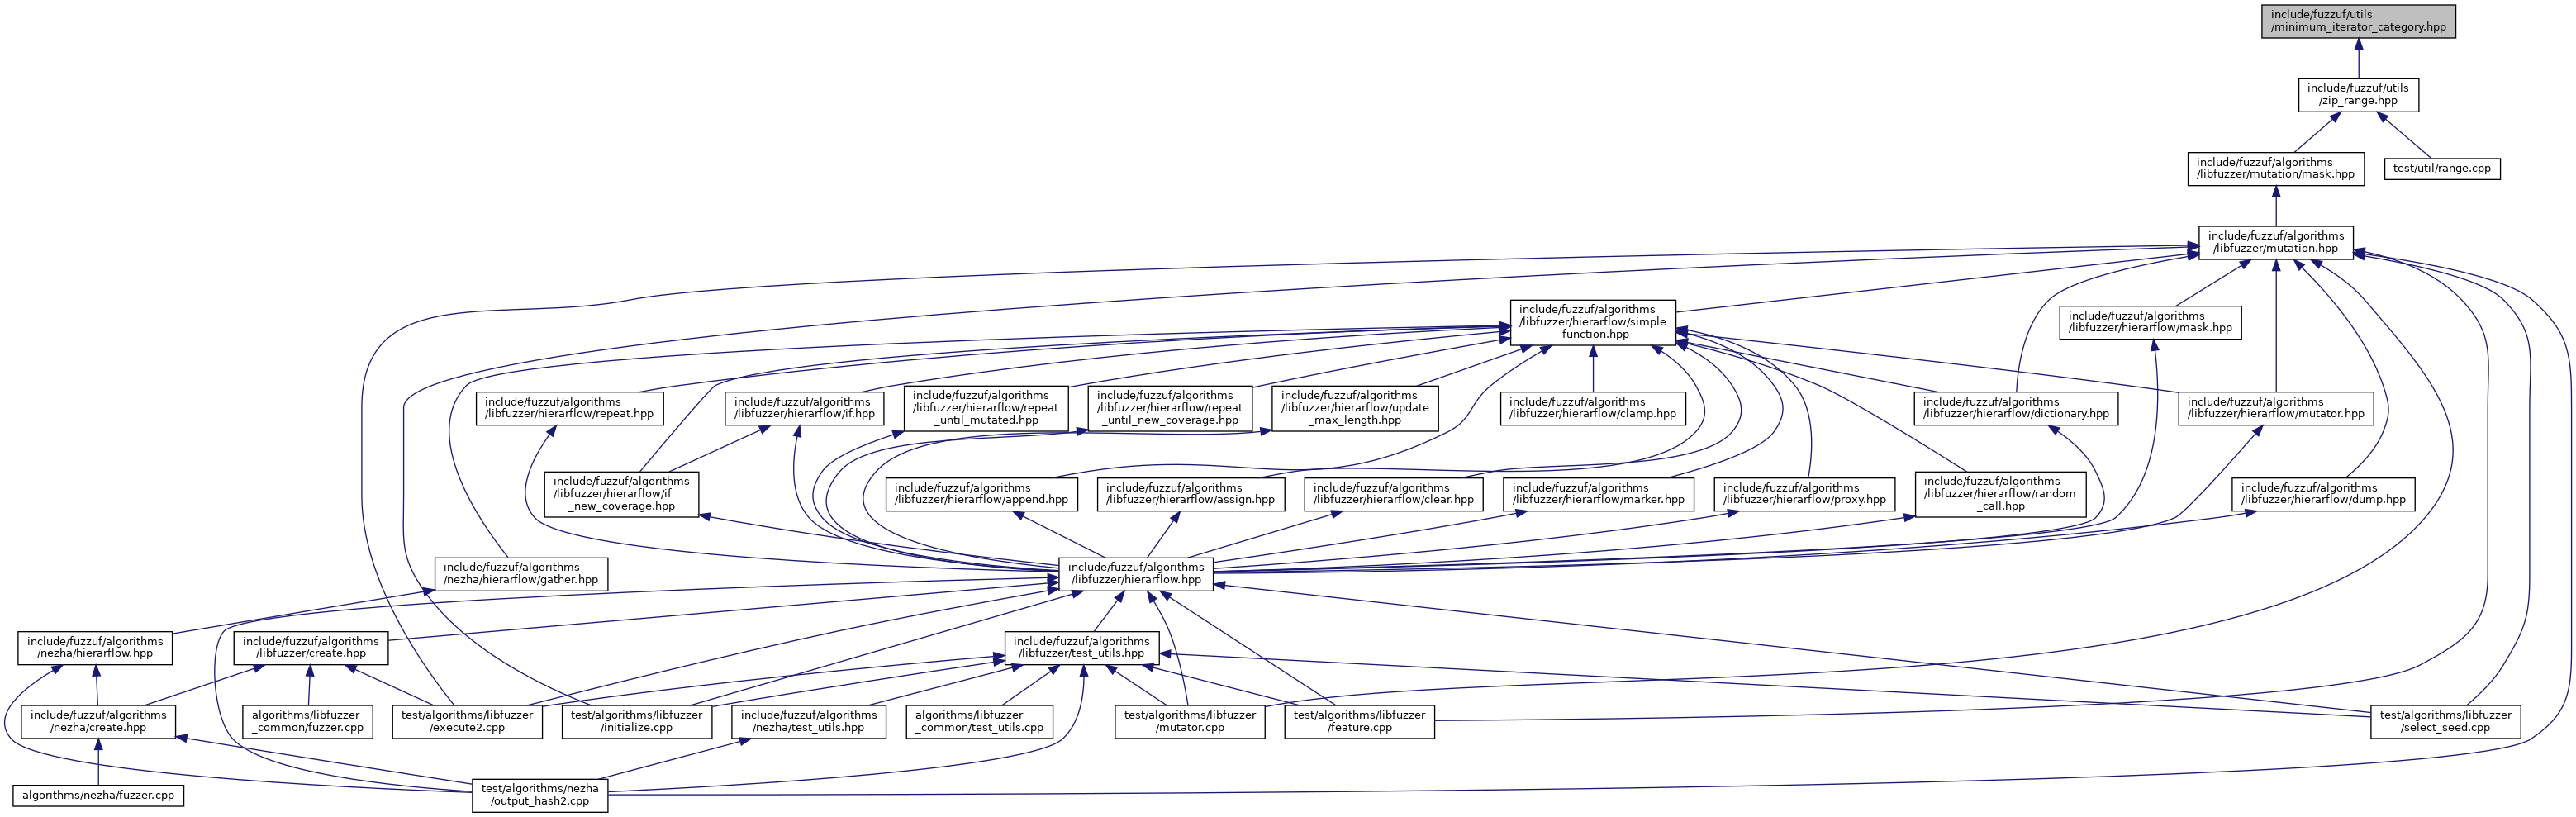 include/fuzzuf/utils
/minimum_iterator_category.hpp
include/fuzzuf/utils
/zip_range.hpp
include/fuzzuf/algorithms
/libfuzzer/mutation/mask.hpp
test/util/range.cpp
include/fuzzuf/algorithms
/libfuzzer/mutation.hpp
include/fuzzuf/algorithms
/libfuzzer/hierarflow/simple
_function.hpp
include/fuzzuf/algorithms
/libfuzzer/hierarflow/mask.hpp
include/fuzzuf/algorithms
/libfuzzer/hierarflow/repeat.hpp
include/fuzzuf/algorithms
/libfuzzer/hierarflow/if.hpp
include/fuzzuf/algorithms
/libfuzzer/hierarflow/repeat
_until_mutated.hpp
include/fuzzuf/algorithms
/libfuzzer/hierarflow/repeat
_until_new_coverage.hpp
include/fuzzuf/algorithms
/libfuzzer/hierarflow/update
_max_length.hpp
include/fuzzuf/algorithms
/libfuzzer/hierarflow/clamp.hpp
include/fuzzuf/algorithms
/libfuzzer/hierarflow/dictionary.hpp
include/fuzzuf/algorithms
/libfuzzer/hierarflow/mutator.hpp
include/fuzzuf/algorithms
/libfuzzer/hierarflow/if
_new_coverage.hpp
include/fuzzuf/algorithms
/libfuzzer/hierarflow/append.hpp
include/fuzzuf/algorithms
/libfuzzer/hierarflow/assign.hpp
include/fuzzuf/algorithms
/libfuzzer/hierarflow/clear.hpp
include/fuzzuf/algorithms
/libfuzzer/hierarflow/marker.hpp
include/fuzzuf/algorithms
/libfuzzer/hierarflow/proxy.hpp
include/fuzzuf/algorithms
/libfuzzer/hierarflow/random
_call.hpp
include/fuzzuf/algorithms
/libfuzzer/hierarflow/dump.hpp
include/fuzzuf/algorithms
/nezha/hierarflow/gather.hpp
include/fuzzuf/algorithms
/libfuzzer/hierarflow.hpp
include/fuzzuf/algorithms
/nezha/hierarflow.hpp
include/fuzzuf/algorithms
/libfuzzer/create.hpp
include/fuzzuf/algorithms
/libfuzzer/test_utils.hpp
include/fuzzuf/algorithms
/nezha/create.hpp
algorithms/libfuzzer
_common/fuzzer.cpp
test/algorithms/libfuzzer
/execute2.cpp
test/algorithms/libfuzzer
/initialize.cpp
include/fuzzuf/algorithms
/nezha/test_utils.hpp
algorithms/libfuzzer
_common/test_utils.cpp
test/algorithms/libfuzzer
/mutator.cpp
test/algorithms/libfuzzer
/feature.cpp
test/algorithms/libfuzzer
/select_seed.cpp
algorithms/nezha/fuzzer.cpp
test/algorithms/nezha
/output_hash2.cpp